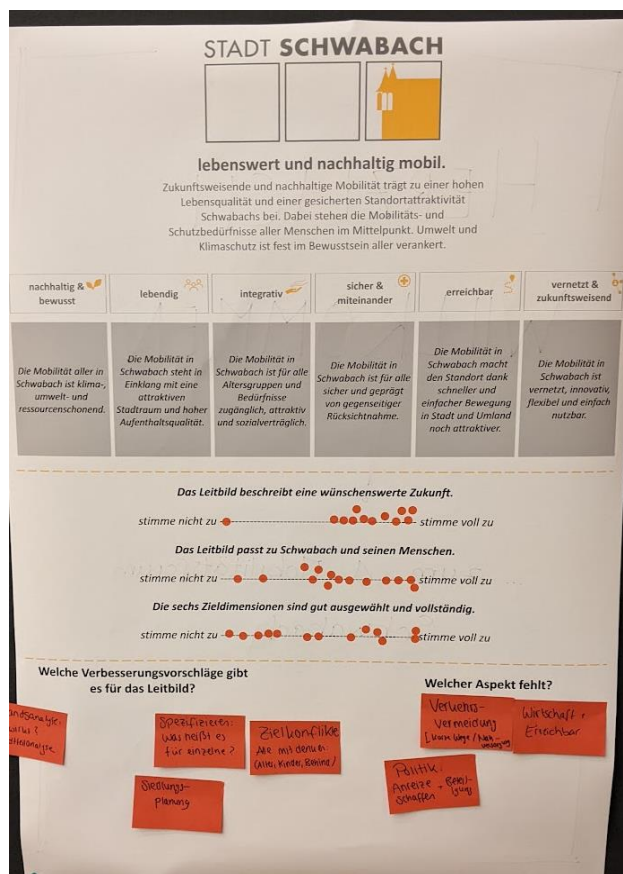 STADT SCHWABACH
lebenswert und nachhaltig mobil.
Zukunftsweisende und nachhaltige Mobilität trägt zu einer hohen
Lebensqualität und einer gesicherten Standortattraktivität
Schwabachs bei. Dabei stehen die Mobilitäts- und
Schutzbedürfnisse aller Menschen im Mittelpunkt. Umwelt und
Klimaschutz ist fest im Bewusstsein aller verankert.
nachhaltig &
bewusst
lebendig
integrativ
sicher &
miteinander
erreichbar
vernetzt &
zukunftsweisend
Die Mobilität aller in
Schwabach ist klima-,
umwelt- und
ressourcenschonend.
Die Mobilität in
Schwabach steht in
Einklang mit eine
attraktiven
Stadtraum und hoher
Aufenthaltsqualität.
Die Mobilität in
Schwabach ist für alle
Altersgruppen und
Bedürfnisse
zugänglich, attraktiv
und sozialverträglich.
Die Mobilität in
Schwabach ist für alle
sicher und geprägt
von gegenseitiger
Rücksichtnahme.
Die Mobilität in
Schwabach macht
den Standort dank
schneller und
einfacher Bewegung
in Stadt und Umland
noch attraktiver.
Die Mobilität in
Schwabach ist
vernetzt, innovativ,
flexibel und einfach
nutzbar.
Das Leitbild beschreibt eine wünschenswerte Zukunft.
stimme nicht zu stimme voll zu
Das Leitbild passt zu Schwabach und seinen Menschen.
stimme nicht zu stimme voll zu
Die sechs Zieldimensionen sind gut ausgewählt und vollständig.
stimme nicht zu stimme voll zu
Welche Verbesserungsvorschläge gibt
es für das Leitbild?
Spezifizieren:
Was heißt es
für einzelne?
Zielkonflikte
Alle mitdenken
(Alte, Kinder, Behind.)
Siedlungs-
planung
Welcher Aspekt fehlt?
Verkehrs-
Vermeidung
kurze Wege / Nah-
Wirtschaft
Erreichbar
Politik:
Anreize
schaffen